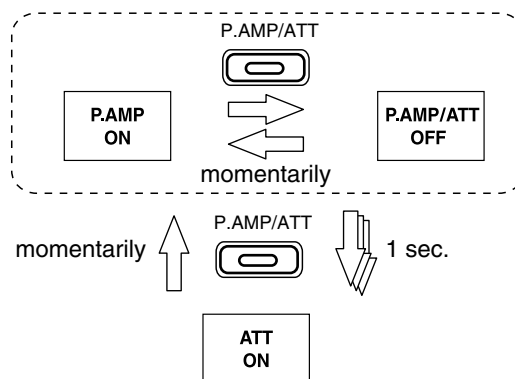 P.AMP/ATT
P.AMP
ON
P.AMP/ATT
OFF
momentarily
P.AMP/ATT
momentarily
1 sec.
ATT
ON